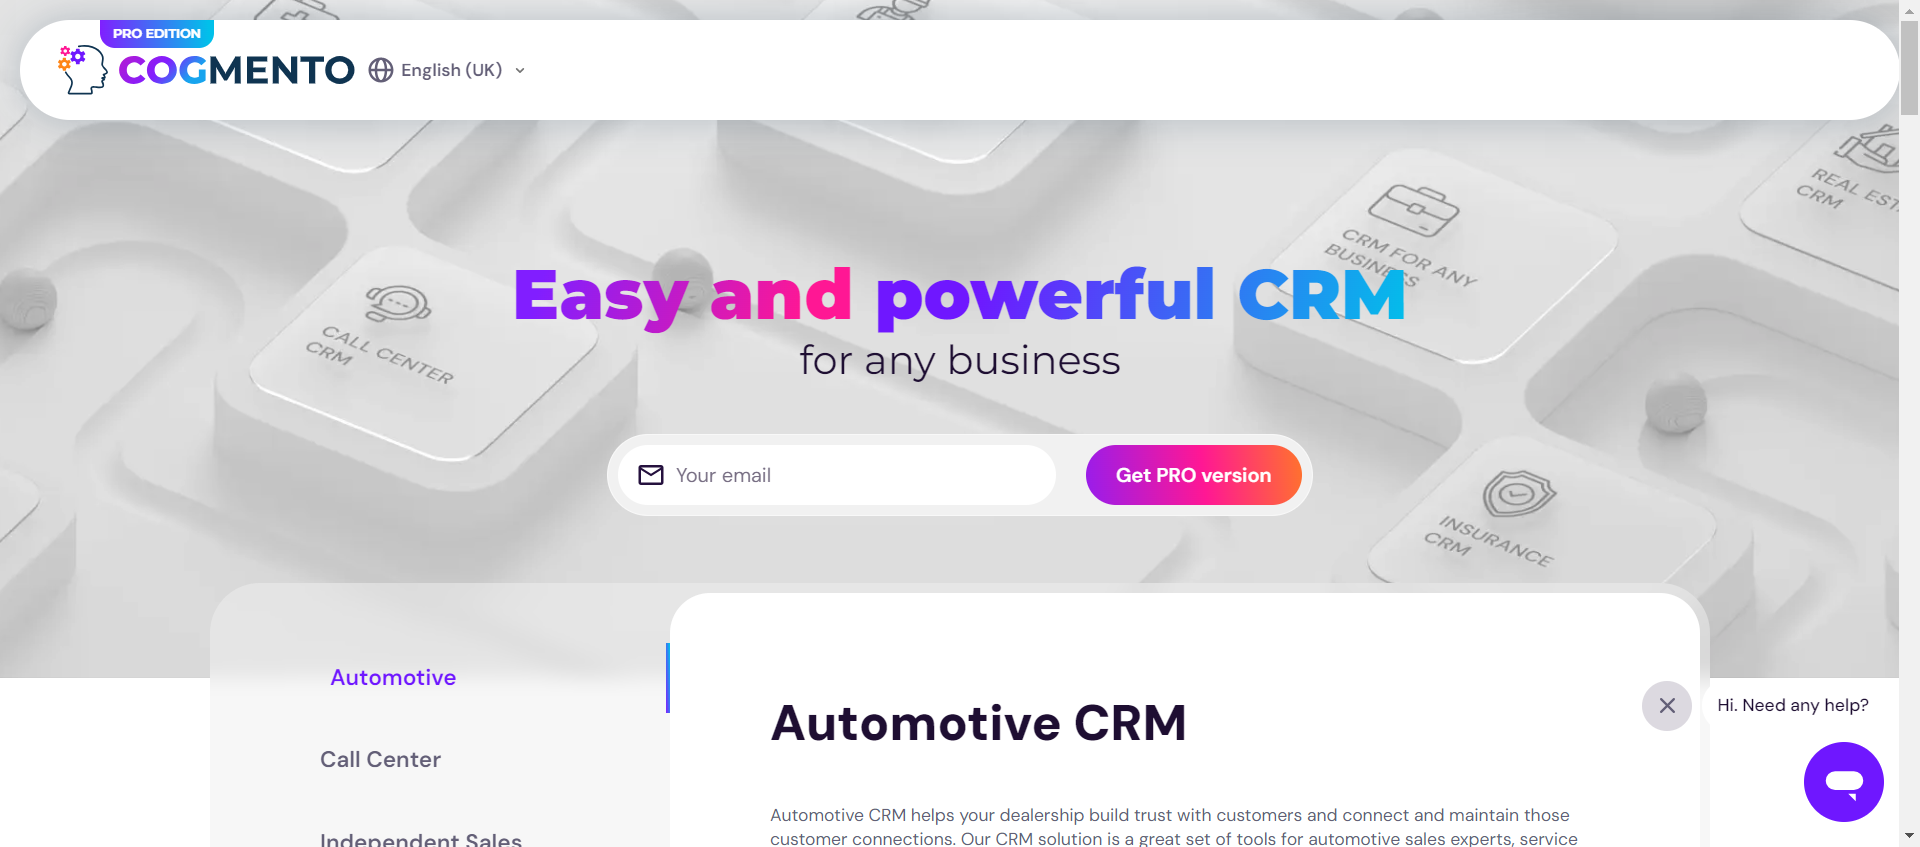 PRO EDITION
COGMENTO
English (UK)
REAL EST
CRM
CRM FOR ANY
BUSINESS
CALL CENTER
CRM
Easy and powerful CRM
for any business
Your email
Get PRO version
INSURANCE
CRM
Automotive
Call Center
Independent Sales
Automotive CRM
Automotive CRM helps your dealership build trust with customers and connect and maintain those
customer connections. Our CRM solution is a great set of tools for automotive sales experts, service
Hi. Need any help?